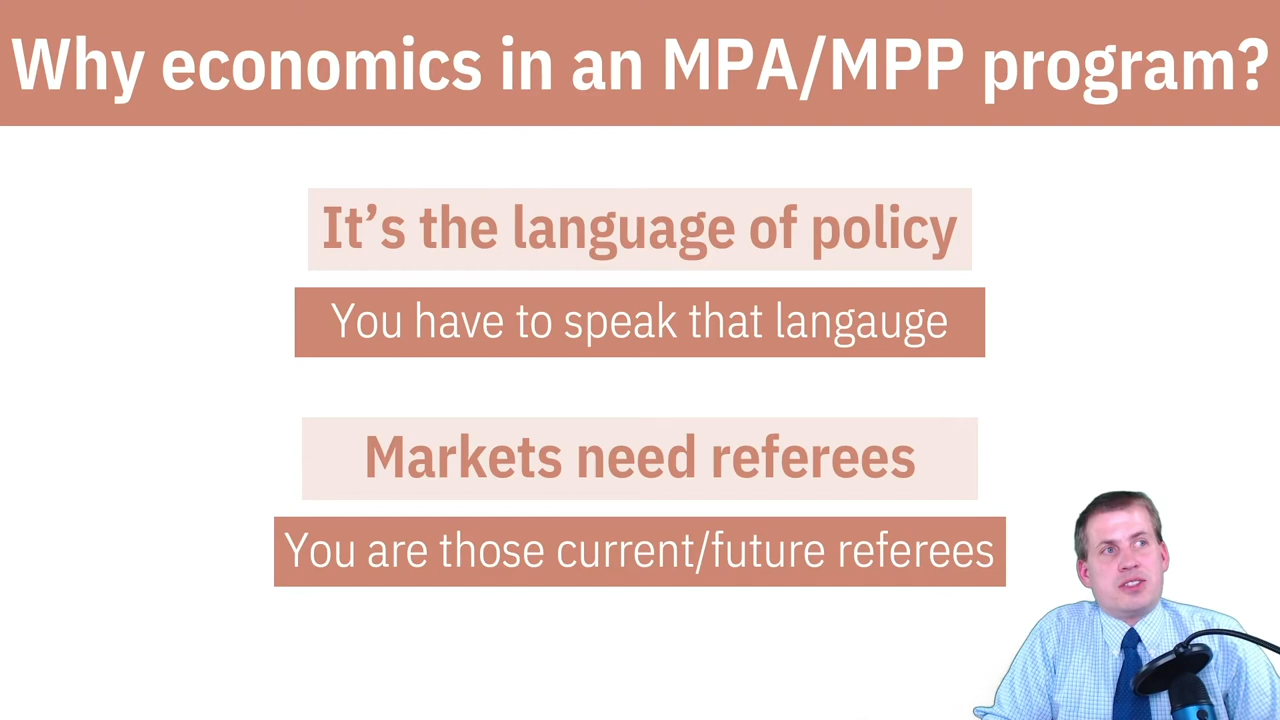 Why economics in an MPA/MPP program?
It’s the language of policy
You have to speak that langauge
Markets need referees
You are those current/future referees